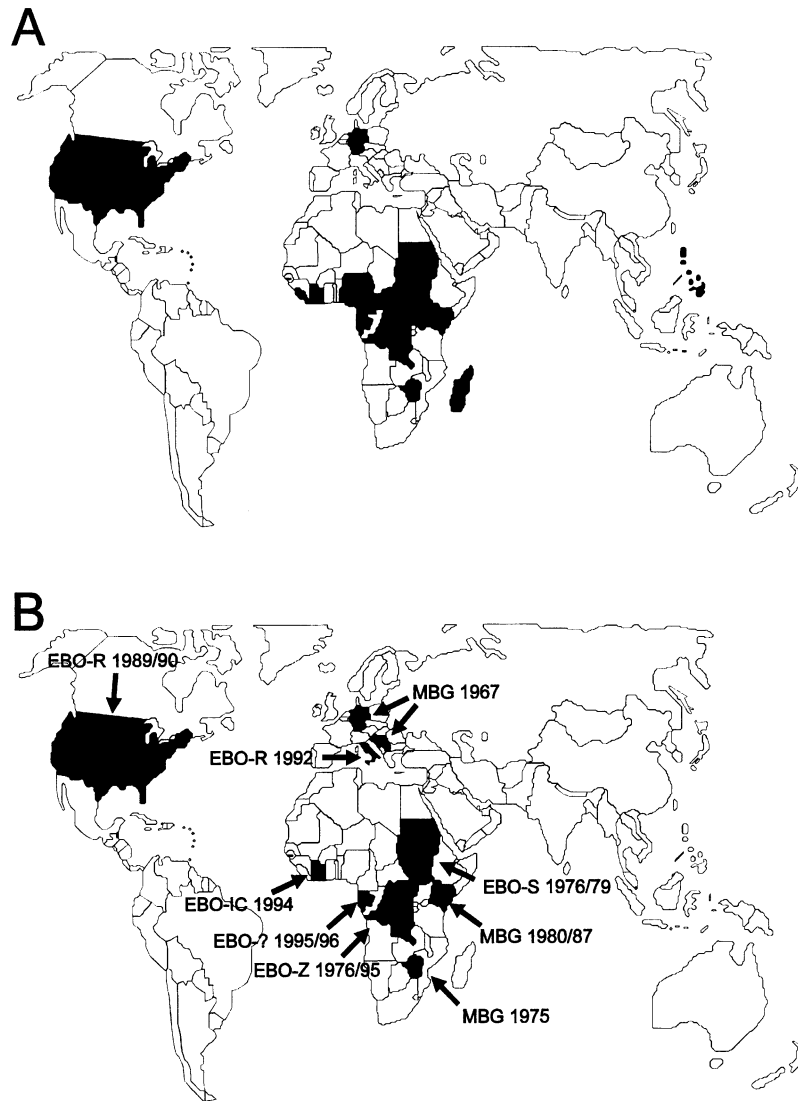 A
B
EBO-R 1989/90
MBG 1967
EBO-R 1992
EBO-S 1976/79
EBO-IC 1994
EBO-? 1995/96
MBG 1980/87
EBO-Z 1976/95
MBG 1975